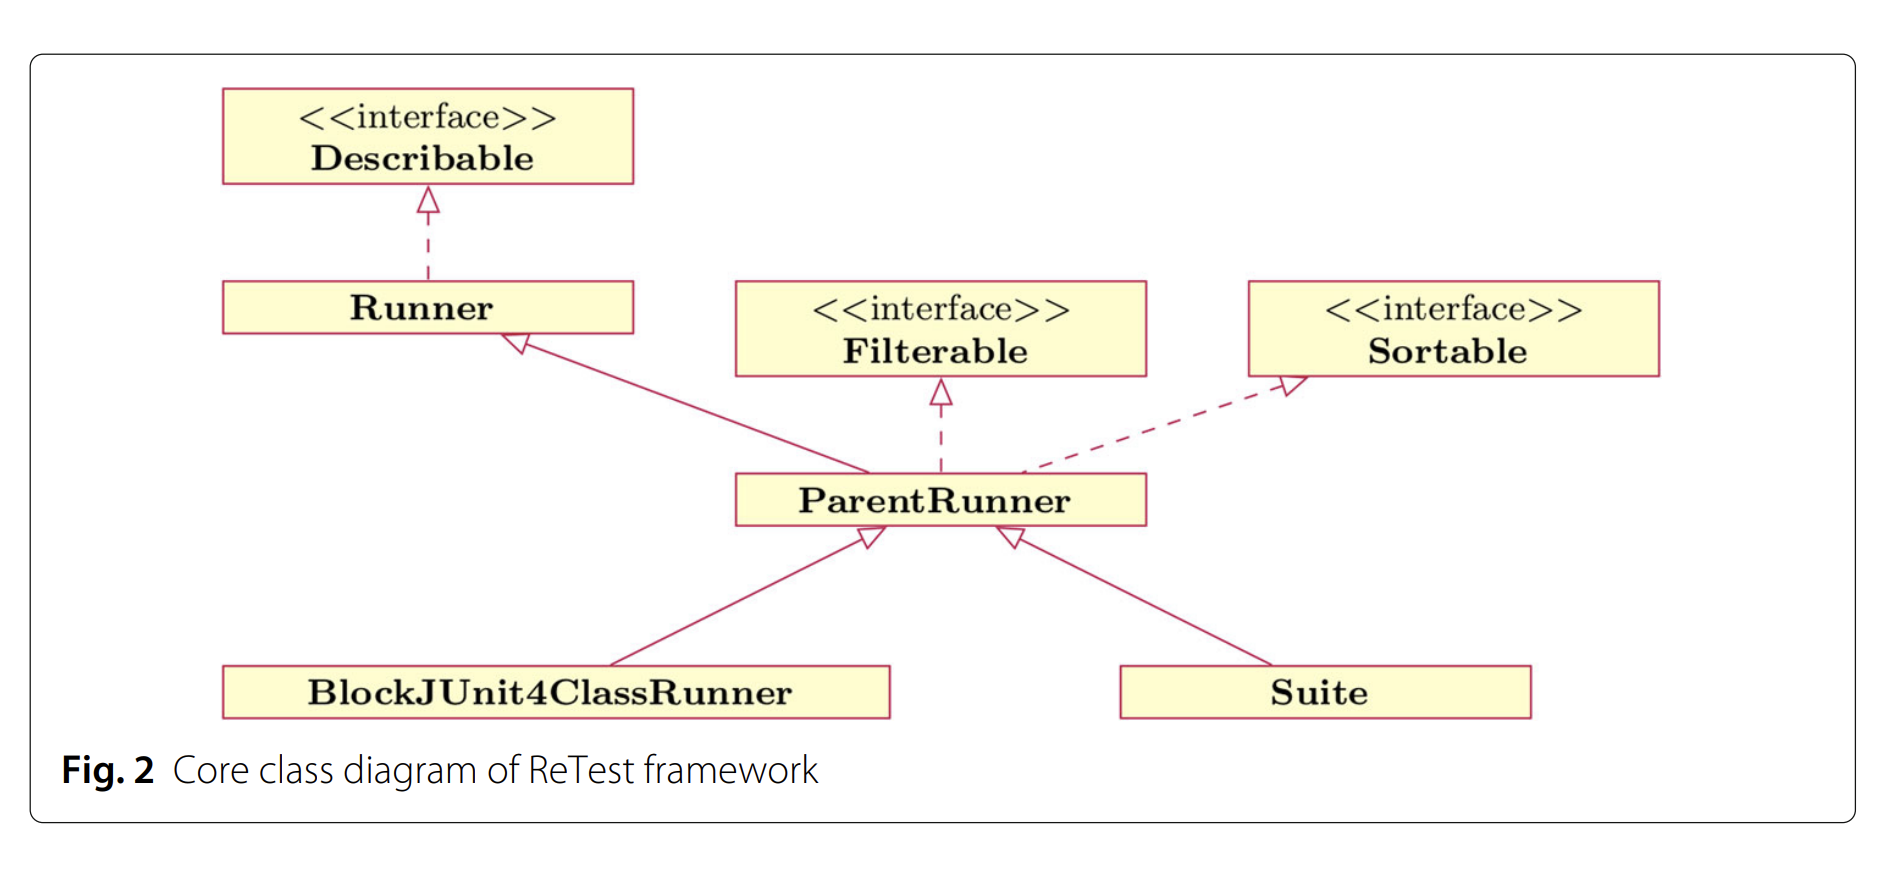 <<interface>>
Describable
Runner
<<interface>>
Filterable
<<interface>>
Sortable
ParentRunner
BlockJUnit4ClassRunner
Suite
Fig. 2 Core class diagram of ReTest framework